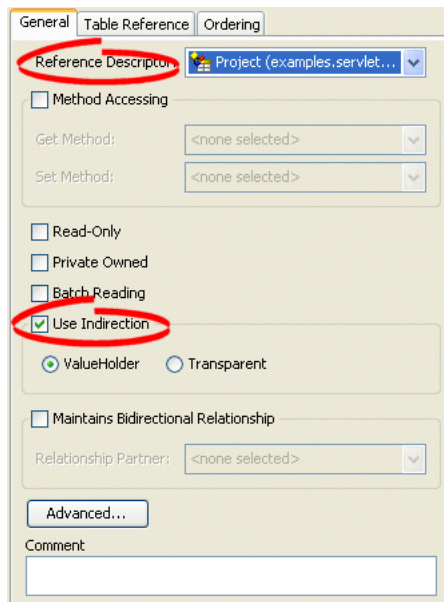 General Table Reference Ordering
Reference Descriptor: Project (examples.servlet...
Method Accessing
Get Method: <none selected>
Set Method: <none selected>
Read-Only
Private Owned
Batch Reading
Use Indirection
ValueHolder Transparent
Maintains Bidirectional Relationship
Relationship Partner: <none selected>
Advanced...
Comment